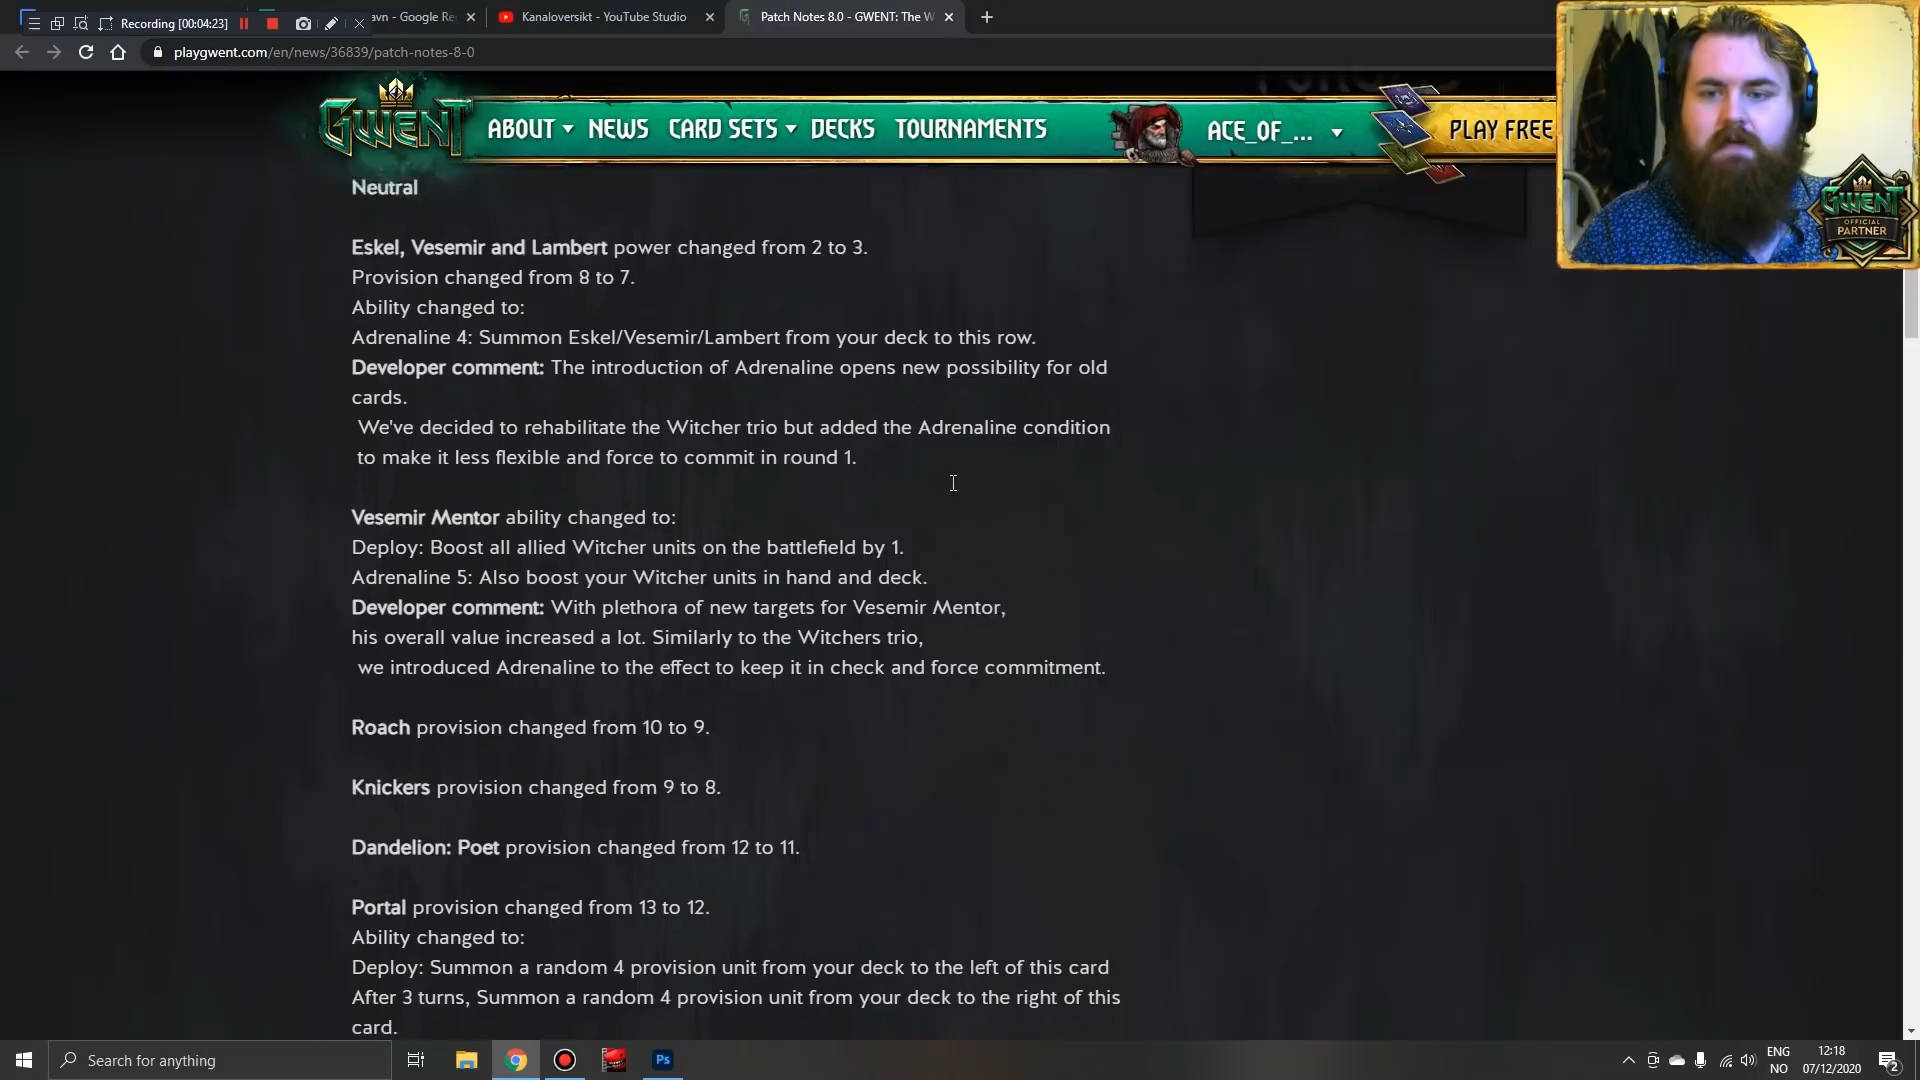 Recording [00:04:23]
avn - Google Re
Kanaloversikt - YouTube Studio
Patch Notes 8.0 - GWENT: The W
playgwent.com/en/news/36839/patch-notes-8-0
GWENT
ABOUT
NEWS
CARD SETS
DECKS
TOURNAMENTS
ACE_OF_...
PLAY FREE
GWENT
OFFICIAL
PARTNER
Neutral
Eskel, Vesemir and Lambert power changed from 2 to 3.
Provision changed from 8 to 7.
Ability changed to:
Adrenaline 4: Summon Eskel/Vesemir/Lambert from your deck to this row.
Developer comment: The introduction of Adrenaline opens new possibility for old
cards.
We've decided to rehabilitate the Witcher trio but added the Adrenaline condition
to make it less flexible and force to commit in round 1.
Vesemir Mentor ability changed to:
Deploy: Boost all allied Witcher units on the battlefield by 1.
Adrenaline 5: Also boost your Witcher units in hand and deck.
Developer comment: With plethora of new targets for Vesemir Mentor,
his overall value increased a lot. Similarly to the Witchers trio,
we introduced Adrenaline to the effect to keep it in check and force commitment.
Roach provision changed from 10 to 9.
Knickers provision changed from 9 to 8.
Dandelion: Poet provision changed from 12 to 11.
Portal provision changed from 13 to 12.
Ability changed to:
Deploy: Summon a random 4 provision unit from your deck to the left of this card
After 3 turns, Summon a random 4 provision unit from your deck to the right of this
card.
Search for anything
Ps
ENG
NO
12:18
07/12/2020
2